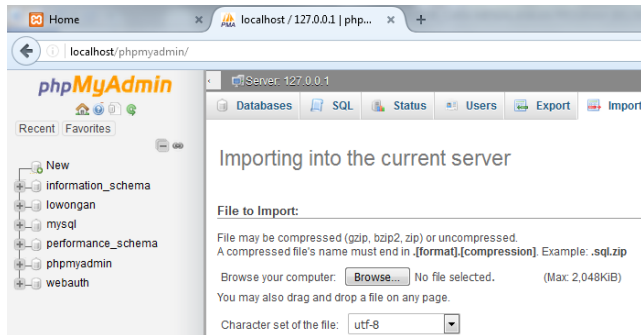 Home
localhost / 127.0.0.1 | php...
localhost/phpmyadmin/
phpMyAdmin
Recent Favorites
New
information_schema
lowongan
mysql
performance_schema
phpmyadmin
webauth
Server: 127.0.0.1
Databases SQL Status Users Export Import
Importing into the current server
File to Import:
File may be compressed (gzip, bzip2, zip) or uncompressed.
A compressed file's name must end in .[format].[compression]. Example: .sql.zip
Browse your computer: Browse... No file selected. (Max: 2,048KiB)
You may also drag and drop a file on any page.
Character set of the file: utf-8